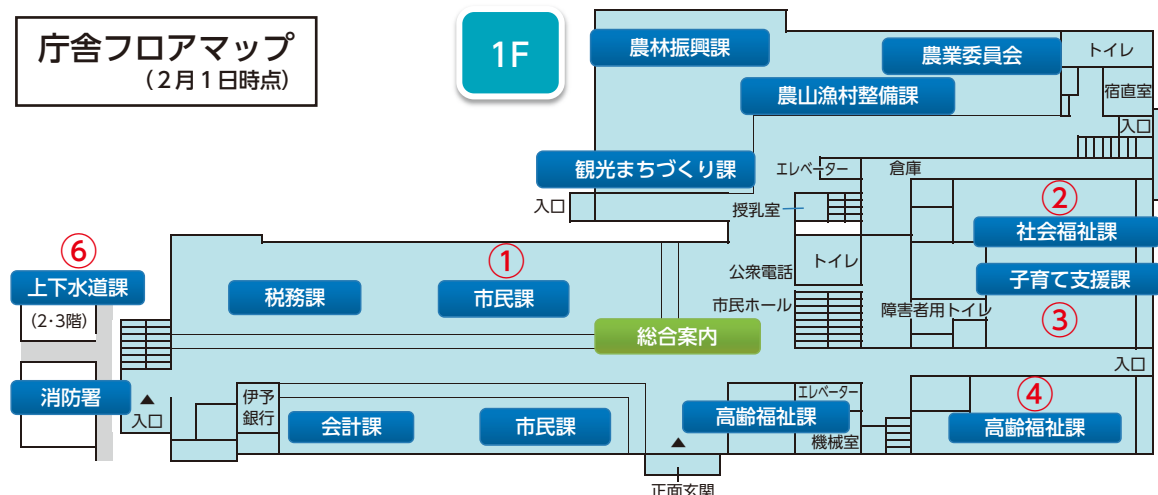 庁舎フロアマップ
（2月1日時点）
1F
農林振興課
農業委員会
トイレ
農山漁村整備課
宿直室
入口
観光まちづくり課
エレベーター
倉庫
入口
授乳室
②
社会福祉課
⑥
上下水道課
(2・3階)
①
税務課
市民課
公衆電話
トイレ
子育て支援課
市民ホール
障害者用トイレ
③
総合案内
入口
消防署
入口
伊予
銀行
会計課
市民課
高齢福祉課
エレベーター
機械室
④
高齢福祉課
正面玄関